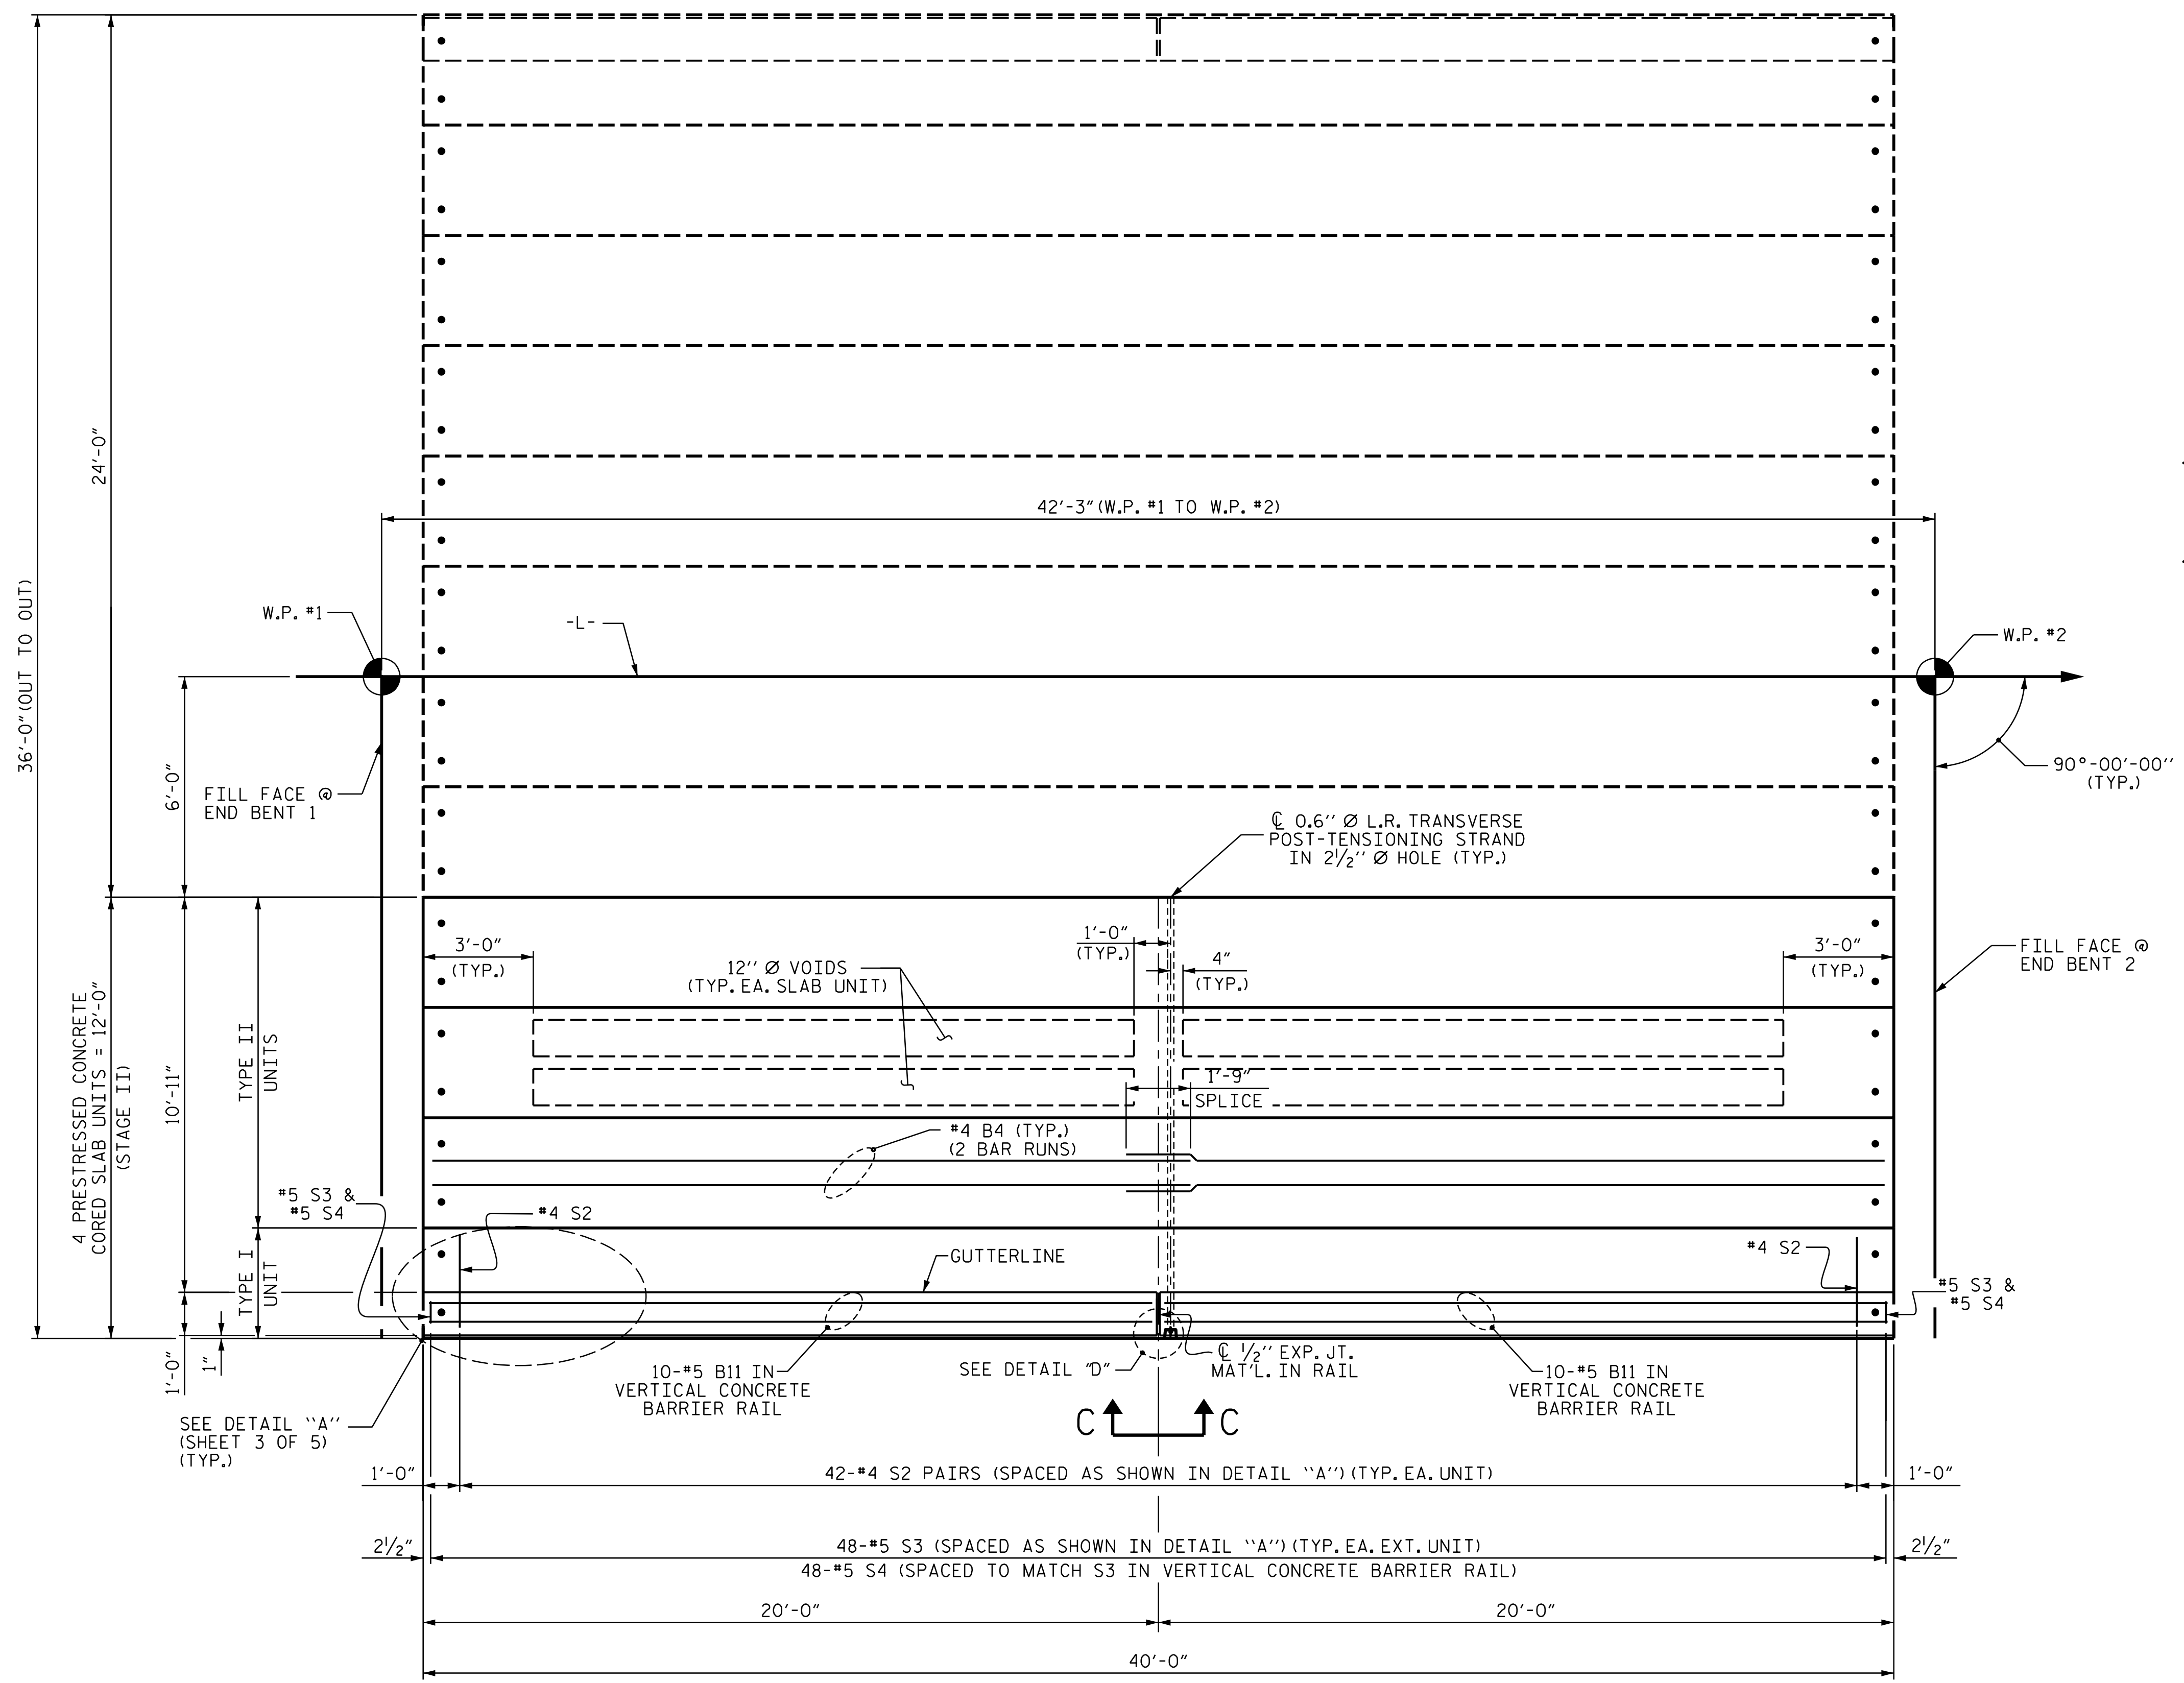 24'-0"
36'-0"(OUT TO OUT)
42'-3"(W.P. #1 TO W.P. #2)
W.P. #1
-L-
W.P. #2
6'-0"
FILL FACE @
END BENT 1
90°-00'-00''
(TYP.)
℄ 0.6'' Ø L.R. TRANSVERSE
POST-TENSIONING STRAND
IN 2½'' Ø HOLE (TYP.)
3'-0"
(TYP.)
12'' Ø VOIDS
(TYP. EA. SLAB UNIT)
1'-0"
(TYP.)
4"
(TYP.)
3'-0"
(TYP.)
FILL FACE @
END BENT 2
4 PRESTRESSED CONCRETE
CORED SLAB UNITS = 12'-0"
(STAGE II)
10'-11"
TYPE II
UNITS
1'-9"
SPLICE
#4 B4 (TYP.)
(2 BAR RUNS)
#5 S3 &
#5 S4
#4 S2
GUTTERLINE
#4 S2
#5 S3 &
#5 S4
TYPE I
UNIT
1'-0"
1"
10-#5 B11 IN
VERTICAL CONCRETE
BARRIER RAIL
SEE DETAIL "D"
℄ ½'' EXP. JT.
MAT'L. IN RAIL
10-#5 B11 IN
VERTICAL CONCRETE
BARRIER RAIL
C C
SEE DETAIL ``A''
(SHEET 3 OF 5)
(TYP.)
1'-0"
42-#4 S2 PAIRS (SPACED AS SHOWN IN DETAIL ``A'')(TYP. EA. UNIT)
1'-0"
2½"
48-#5 S3 (SPACED AS SHOWN IN DETAIL ``A'')(TYP. EA. EXT. UNIT)
2½"
48-#5 S4 (SPACED TO MATCH S3 IN VERTICAL CONCRETE BARRIER RAIL)
20'-0"
20'-0"
40'-0"